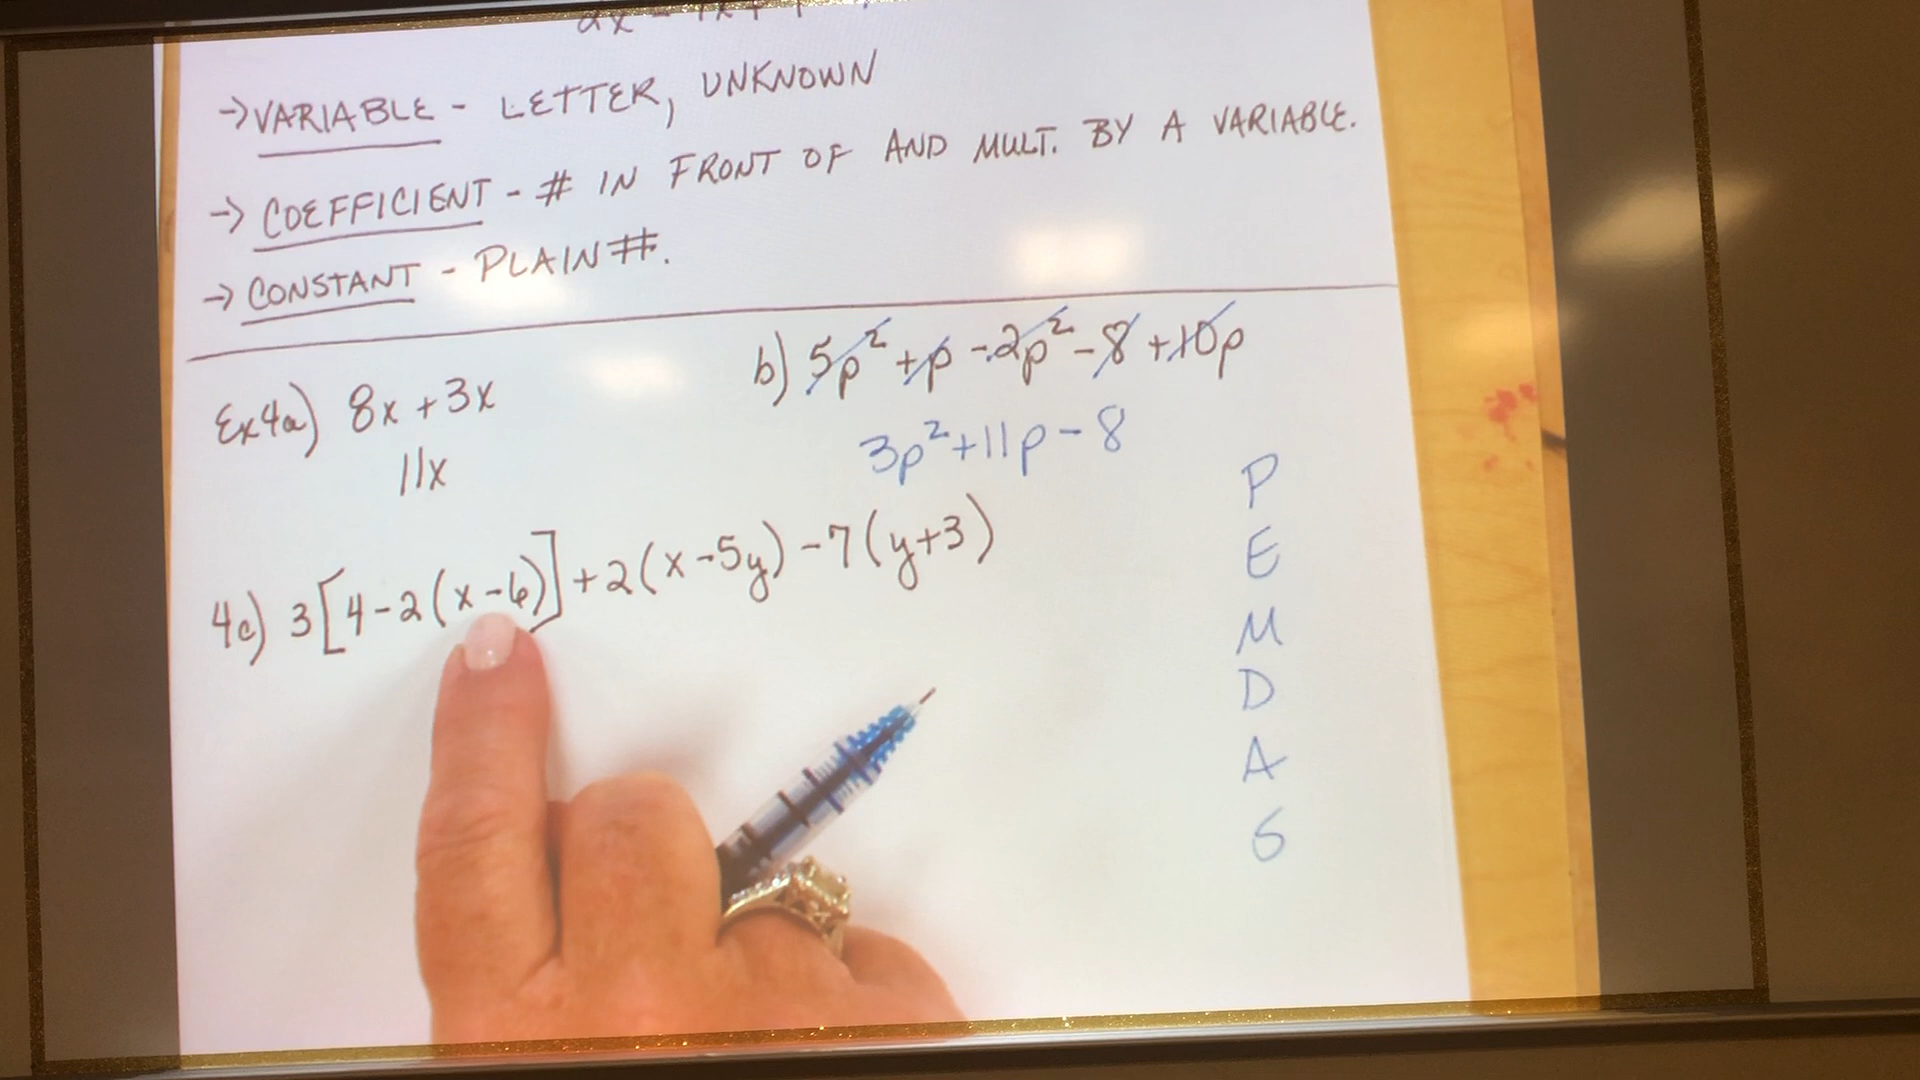 →VARIABLE - LETTER, UNKNOWN
→ COEFFICIENT - # IN FRONT OF AND MULT. BY A VARIABLE.
→ CONSTANT - PLAIN #.
Ex4a) 8x + 3x
11x
b) 5p² + p - 2p² - 8 + 10p
3p² + 11p - 8
4c) 3[4 - 2(x - 6)] + 2(x - 5y) - 7(y + 3)
P
E
M
D
A
S